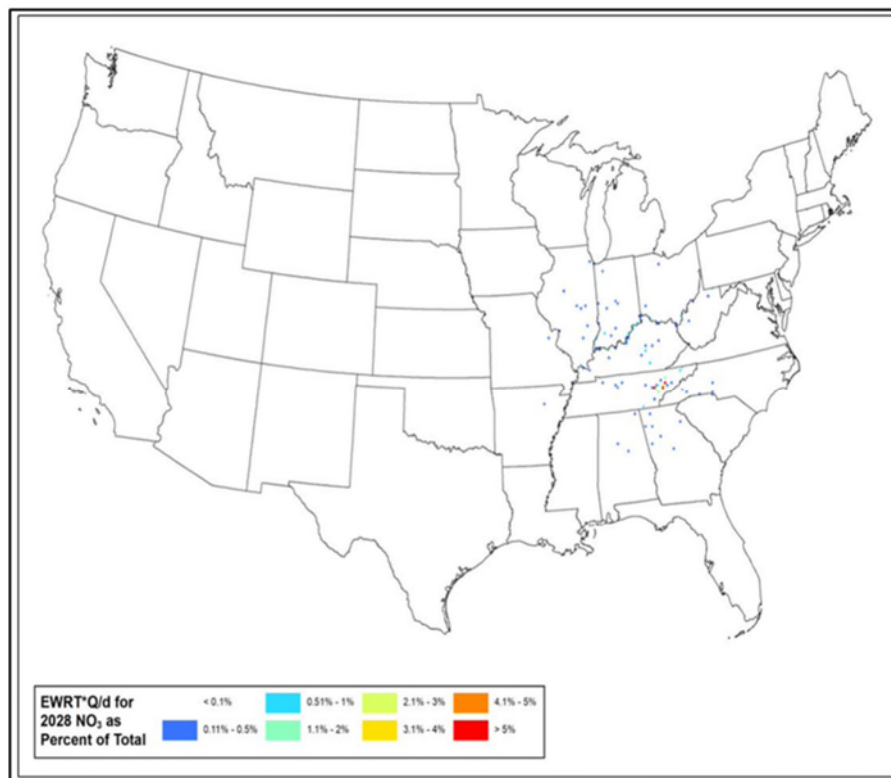 EWRT*Q/d for
2028 NO₃ as
Percent of Total
< 0.1%
0.51% - 1%
2.1% - 3%
4.1% - 5%
0.11% - 0.5%
1.1% - 2%
3.1% - 4%
> 5%